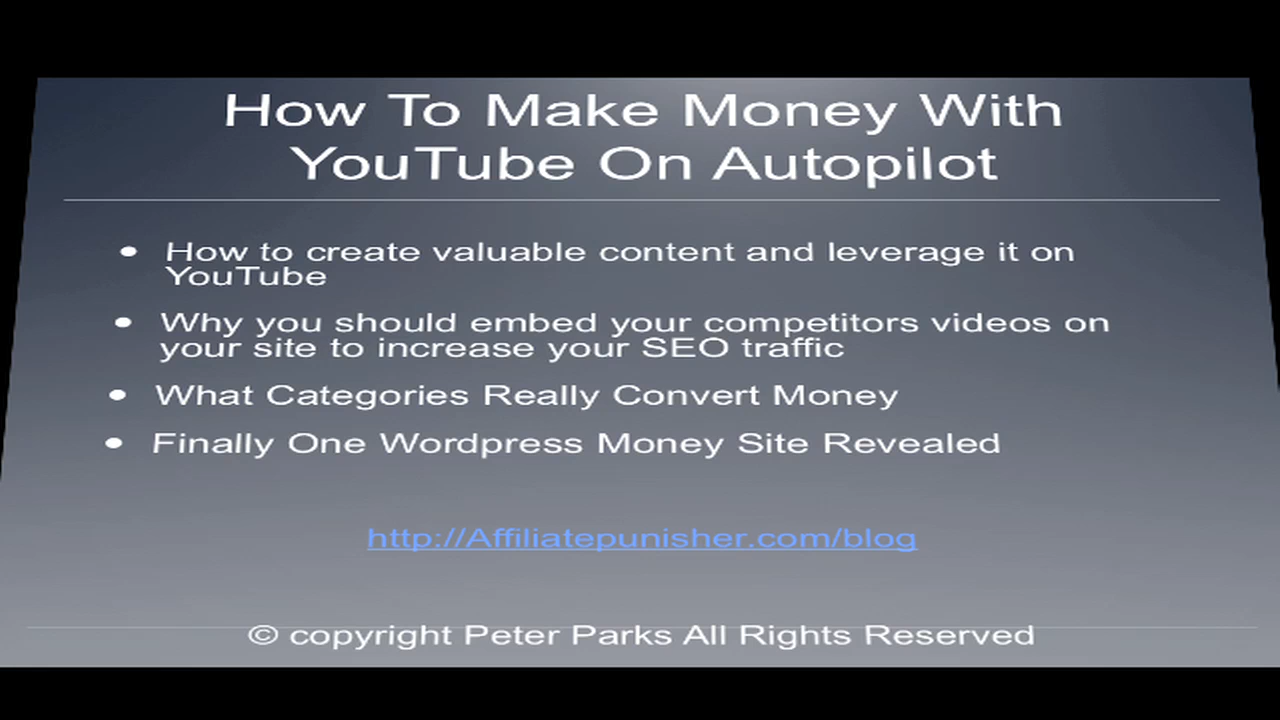 How To Make Money With
YouTube On Autopilot
• How to create valuable content and leverage it on
YouTube
• Why you should embed your competitors videos on
your site to increase your SEO traffic
• What Categories Really Convert Money
• Finally One Wordpress Money Site Revealed
http://Affiliatepunisher.com/blog
© copyright Peter Parks All Rights Reserved